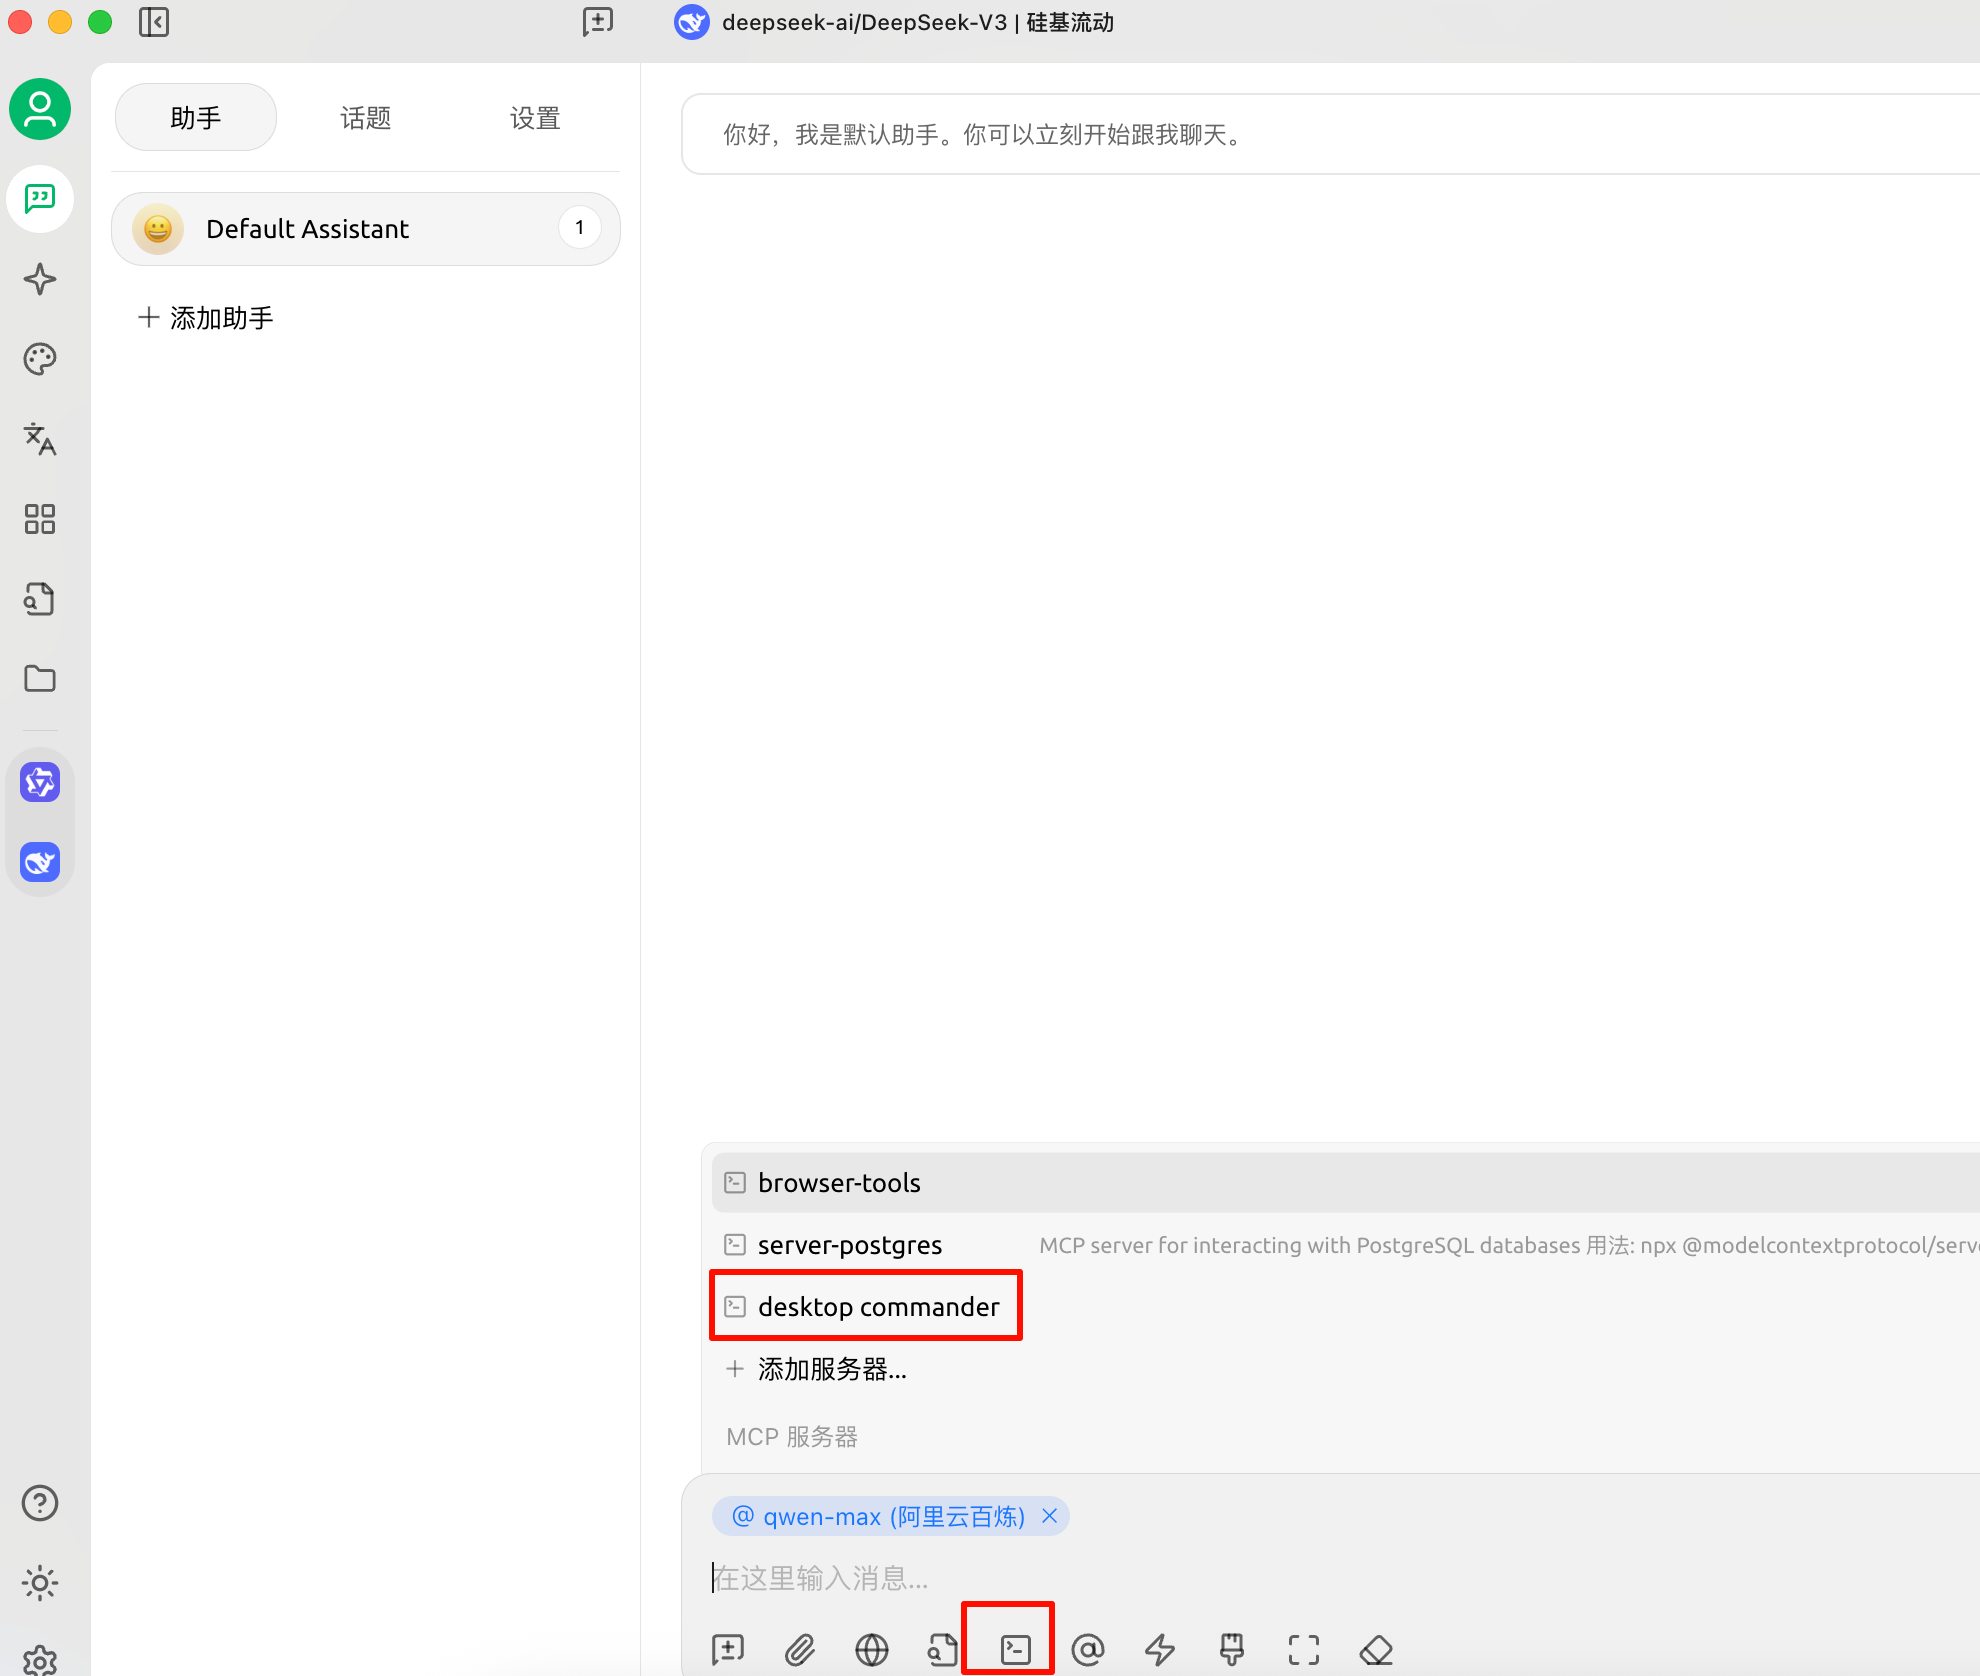 deepseek-ai/DeepSeek-V3 | 硅基流动
助手
话题
设置
Default Assistant
1
添加助手
你好，我是默认助手。你可以立刻开始跟我聊天。
browser-tools
server-postgres MCP server for interacting with PostgreSQL databases 用法: npx @modelcontextprotocol/serve
desktop commander
添加服务器...
MCP 服务器
@ qwen-max (阿里云百炼) ×
在这里输入消息...